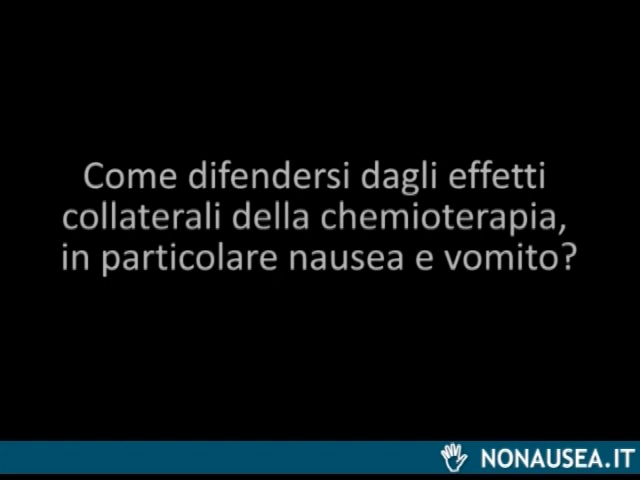 Come difendersi dagli effetti
collaterali della chemioterapia,
in particolare nausea e vomito?
NONAUSEA.IT